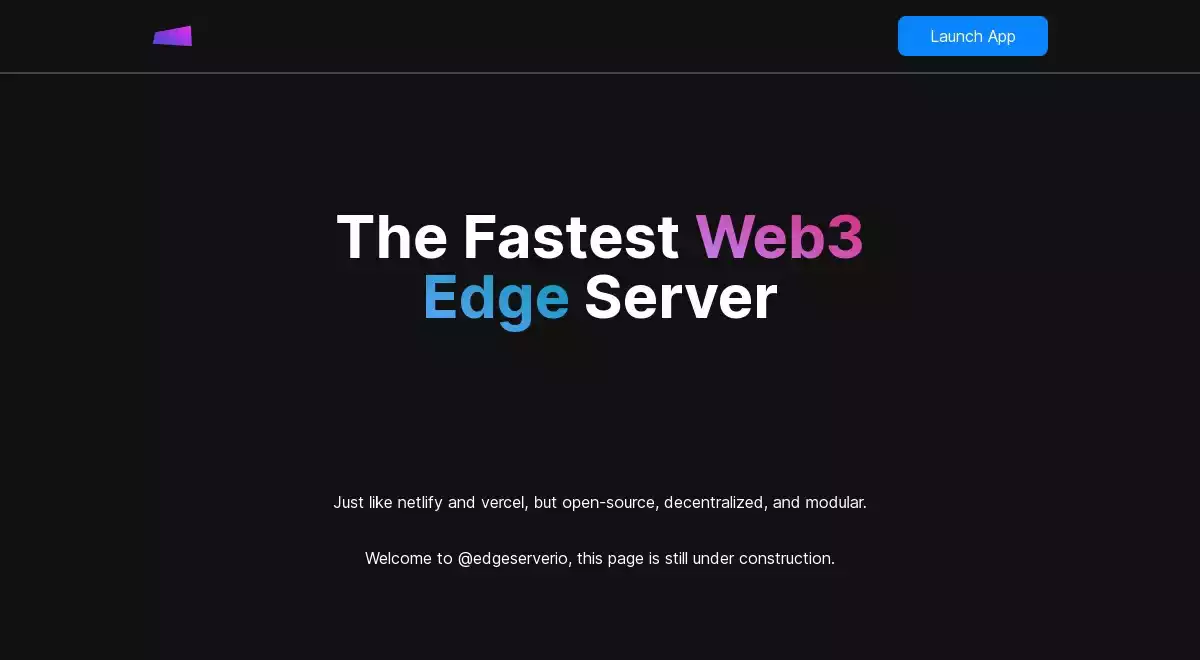 Launch App
The Fastest Web3
Edge Server
Just like netlify and vercel, but open-source, decentralized, and modular.
Welcome to @edgeserverio, this page is still under construction.